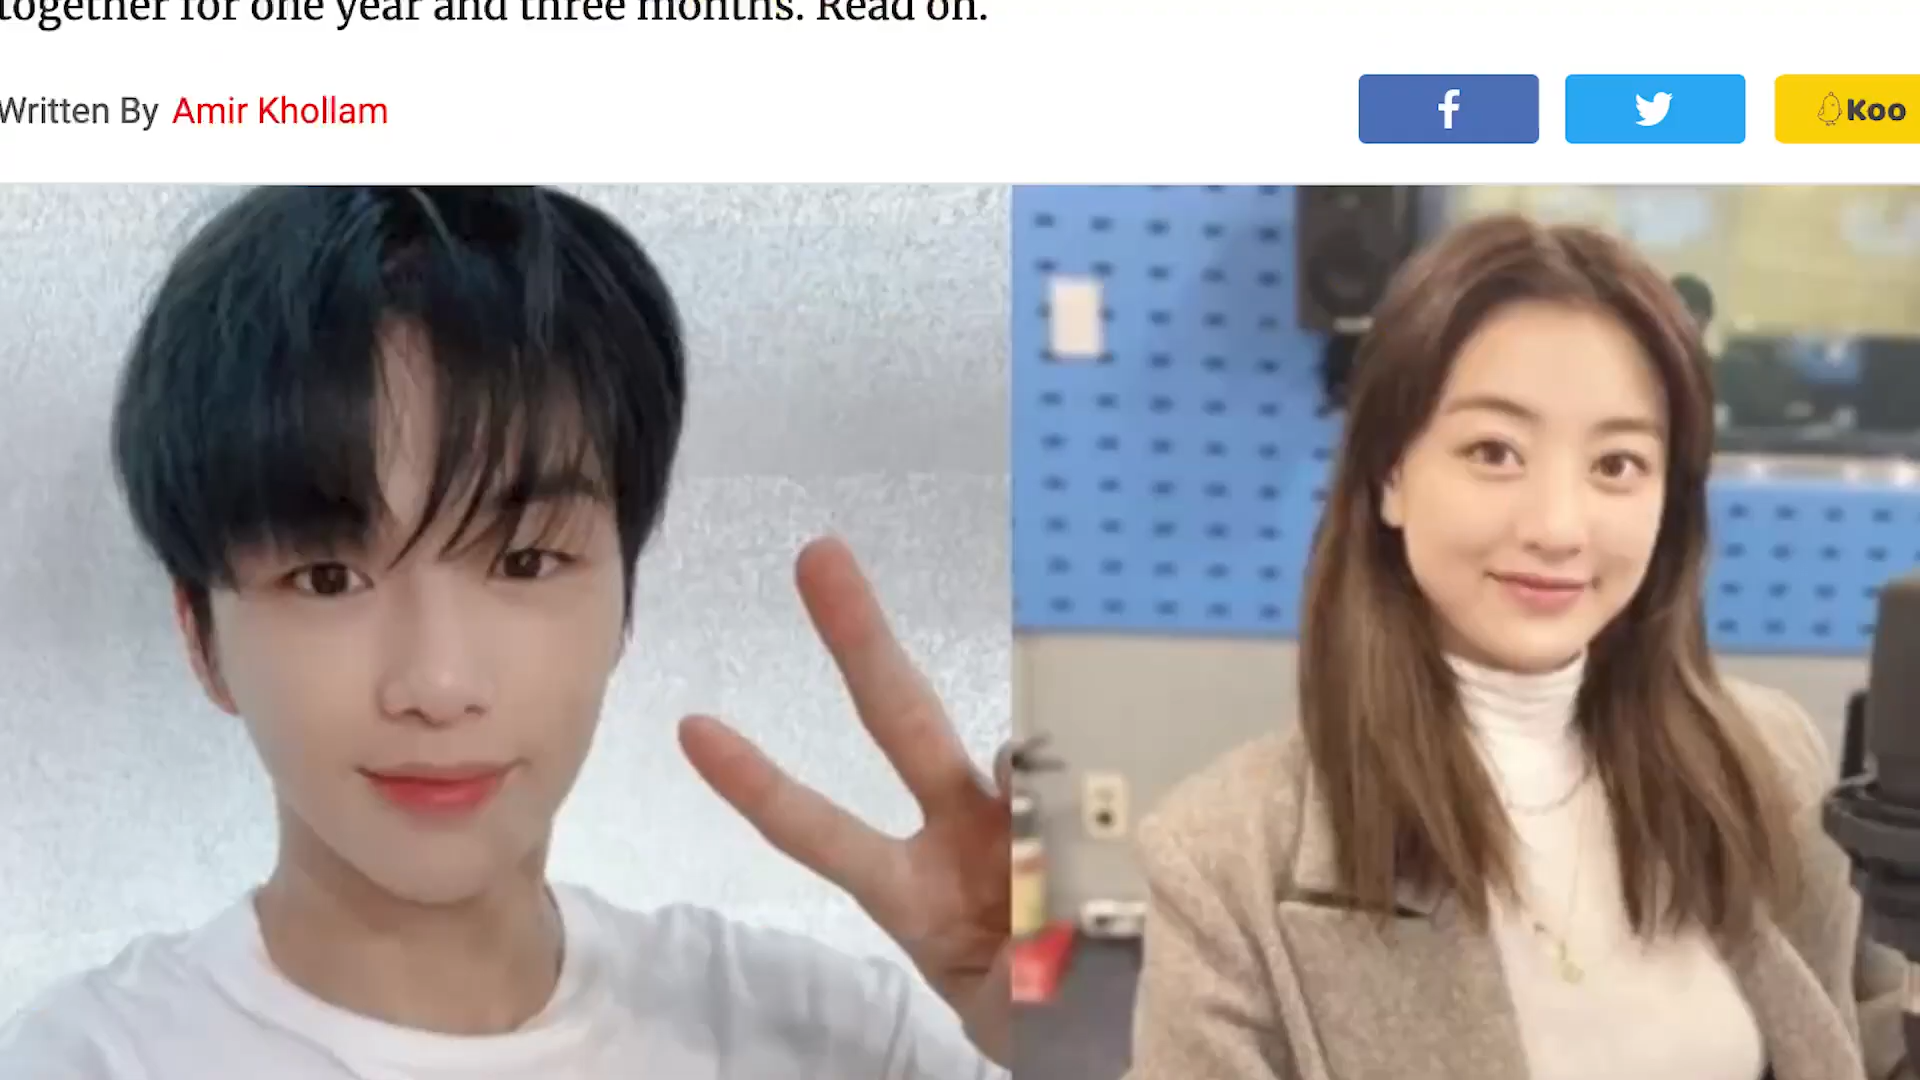 together for one year and three months. Read on.
Written By Amir Khollam
f
Koo